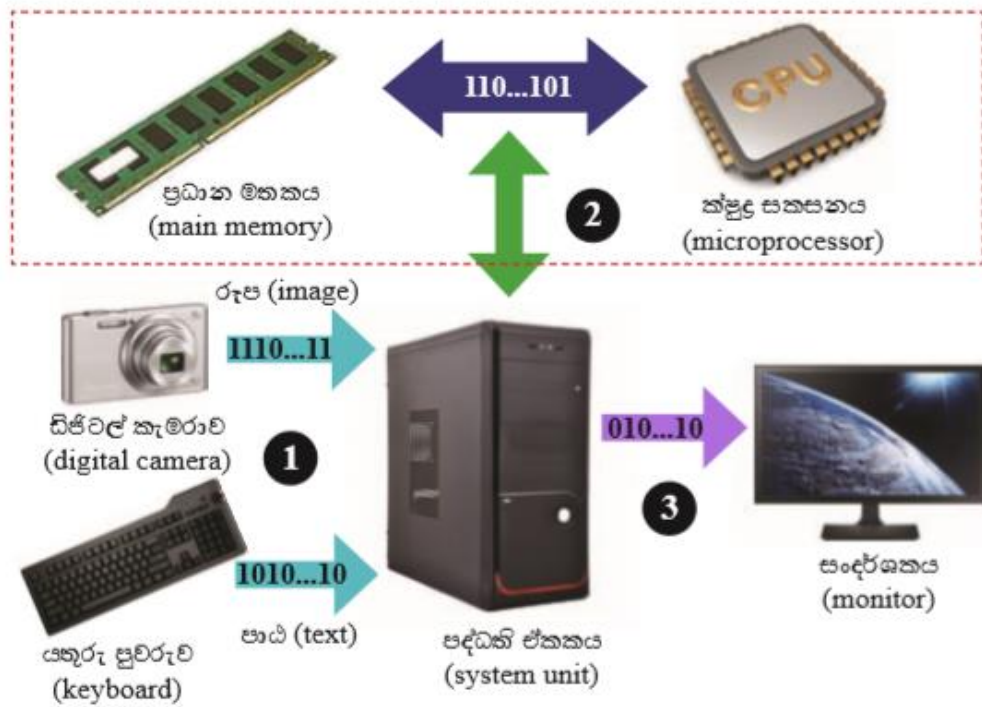 110...101
CPU
ප්‍රධාන මතකය
(main memory)
2
ක්ෂුද්‍ර සකසනය
(microprocessor)
රූප (image)
1110...11
ඩිජිටල් කැමරාව
(digital camera)
1
010...10
3
1010...10
පාඨ (text)
යතුරු පුවරුව
(keyboard)
පද්ධති ඒකකය
(system unit)
සංදර්ශකය
(monitor)